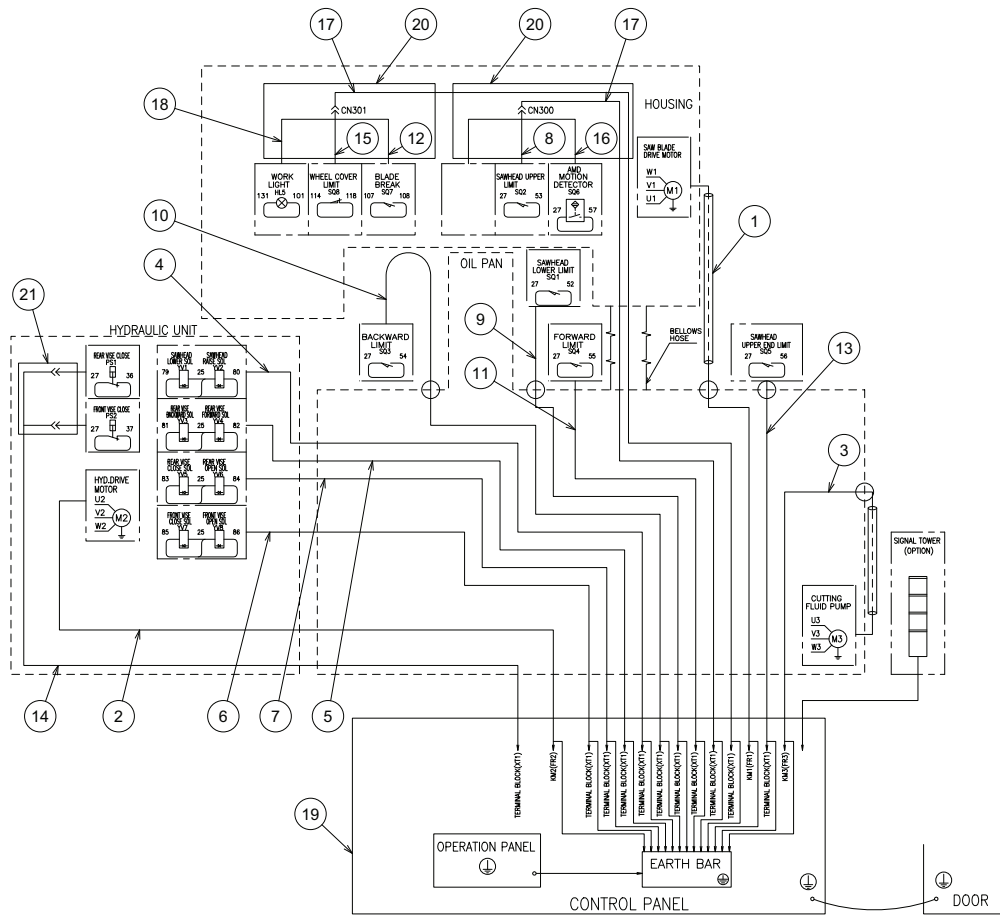 17
20
20
17
HOUSING
18
CN301
15
12
CN300
8
16
SAW BLADE
DRIVE MOTOR
W1
V1
U1
M1
WORK
LIGHT
HL5
131 101
WHEEL COVER
LIMIT
SQ8
114 118
BLADE
BREAK
SQ7
107 108
SAWHEAD UPPER
LIMIT
SQ2
27 53
AMD
MOTION
DETECTOR
SQ6
27 57
1
10
4
21
OIL PAN
SAWHEAD
LOWER LIMIT
SQ1
27 52
9
11
BACKWARD
LIMIT
SQ3
27 54
FORWARD
LIMIT
SQ4
27 55
BELLOWS
HOSE
SAWHEAD
UPPER END LIMIT
SQ5
27 56
13
HYDRAULIC UNIT
REAR VISE CLOSE
PS1
27 36
FRONT VISE CLOSE
PS2
27 37
SAWHEAD
LOWER SOL
YV1
SAWHEAD
RAISE SOL
YV2
79 25 80
REAR VISE
BACKWARD SOL
YV3
REAR VISE
FORWARD SOL
YV4
81 25 82
REAR VISE
CLOSE SOL
YV5
REAR VISE
OPEN SOL
YV6
83 25 84
FRONT VISE
CLOSE SOL
YV7
FRONT VISE
OPEN SOL
YV8
85 25 86
HYD.DRIVE
MOTOR
U2
V2
W2
M2
3
SIGNAL TOWER
(OPTION)
CUTTING
FLUID PUMP
U3
V3
W3
M3
14
2
6
7
5
TERMINAL BLOCK(XT1)
KM2(FR2)
TERMINAL BLOCK(XT1)
TERMINAL BLOCK(XT1)
TERMINAL BLOCK(XT1)
TERMINAL BLOCK(XT1)
TERMINAL BLOCK(XT1)
TERMINAL BLOCK(XT1)
TERMINAL BLOCK(XT1)
TERMINAL BLOCK(XT1)
TERMINAL BLOCK(XT1)
KM1(FR1)
TERMINAL BLOCK(XT1)
KM3(FR3)
19
OPERATION PANEL
EARTH BAR
CONTROL PANEL
DOOR